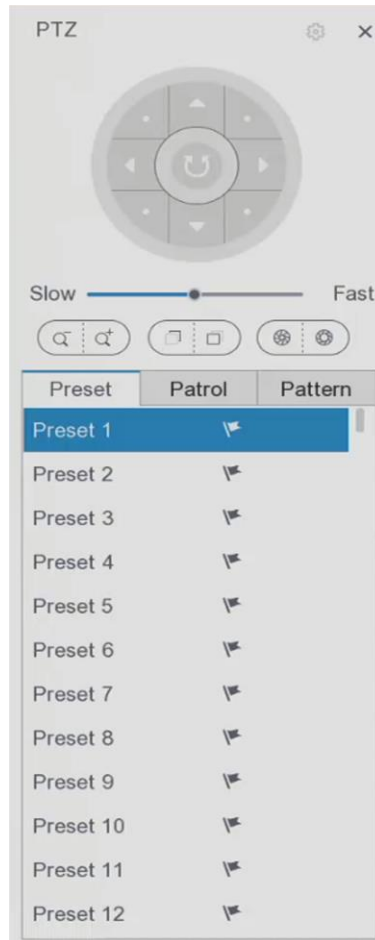 PTZ
Slow Fast
Preset Patrol Pattern
Preset 1
Preset 2
Preset 3
Preset 4
Preset 5
Preset 6
Preset 7
Preset 8
Preset 9
Preset 10
Preset 11
Preset 12